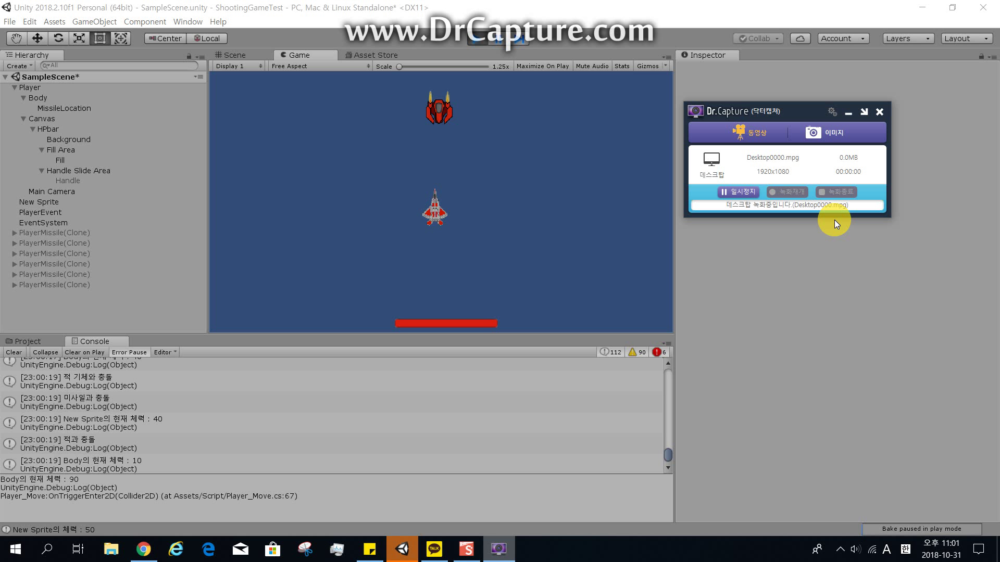 Unity 2018.2.10f1 Personal (64bit) - SampleScene.unity - ShootingGameTest - PC, Mac & Linux Standalone* <DX11>
File Edit Assets GameObject Component Window Help
www.DrCapture.com
Center Local
Collab Account Layers Layout
Hierarchy
Scene Game Asset Store
Inspector
Create All
Display 1 Free Aspect Scale 1.25x Maximize On Play Mute Audio Stats Gizmos
SampleScene*
Player
Body
MissileLocation
Canvas
HPbar
Background
Fill Area
Fill
Handle Slide Area
Handle
Main Camera
New Sprite
PlayerEvent
EventSystem
PlayerMissile(Clone)
PlayerMissile(Clone)
PlayerMissile(Clone)
PlayerMissile(Clone)
PlayerMissile(Clone)
PlayerMissile(Clone)
Dr.Capture (닥터캡쳐)
동영상 이미지
Desktop0000.mpg 0.0MB
데스크탑 1920x1080 00:00:00
일시정지 녹화재개 녹화종료
데스크탑 녹화중입니다.(Desktop0000.mpg)
Project Console
Clear Collapse Clear on Play Error Pause Editor 112 90 6
UnityEngine.Debug:Log(Object)
[23:00:19] 적 기체와 충돌
UnityEngine.Debug:Log(Object)
[23:00:19] 미사일과 충돌
UnityEngine.Debug:Log(Object)
[23:00:19] New Sprite의 현재 체력 : 40
UnityEngine.Debug:Log(Object)
[23:00:19] 적과 충돌
UnityEngine.Debug:Log(Object)
[23:00:19] Body의 현재 체력 : 10
UnityEngine.Debug:Log(Object)
Body의 현재 체력 : 90
UnityEngine.Debug:Log(Object)
Player_Move:OnTriggerEnter2D(Collider2D) (at Assets/Script/Player_Move.cs:67)
New Sprite의 체력 : 50
Bake paused in play mode
TALK
S
A 한
오후 11:01
2018-10-31